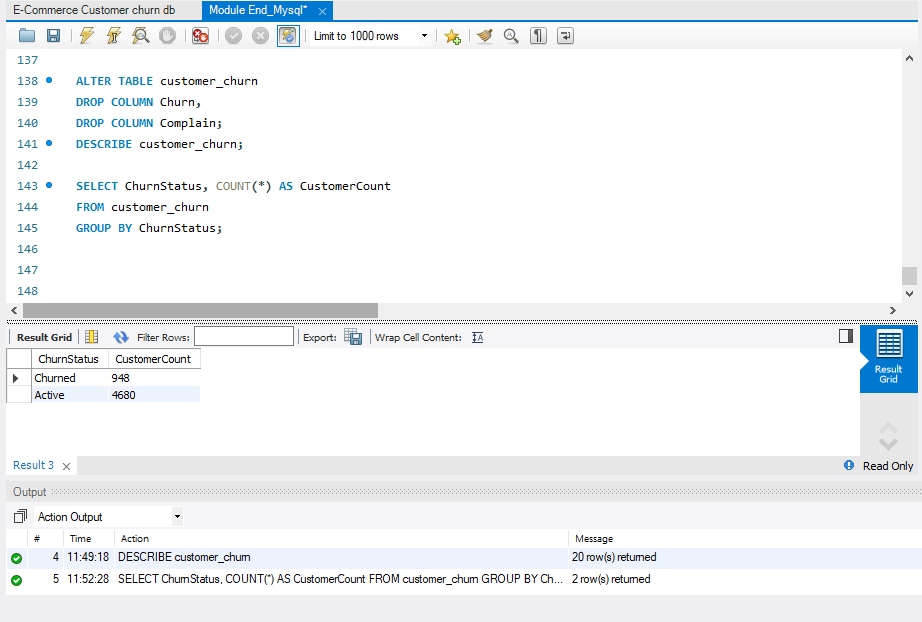 E-Commerce Customer churn db
Module End_Mysql*
Limit to 1000 rows
137
138 ALTER TABLE customer_churn
139 DROP COLUMN Churn,
140 DROP COLUMN Complain;
141 DESCRIBE customer_churn;
142
143 SELECT ChurnStatus, COUNT(*) AS CustomerCount
144 FROM customer_churn
145 GROUP BY ChurnStatus;
146
147
148
Result Grid Filter Rows: Export: Wrap Cell Content:
ChurnStatus CustomerCount
Churned 948
Active 4680
Result
Grid
Result 3
Read Only
Output
Action Output
# Time Action Message
4 11:49:18 DESCRIBE customer_churn 20 row(s) returned
5 11:52:28 SELECT ChurnStatus, COUNT(*) AS CustomerCount FROM customer_churn GROUP BY Ch... 2 row(s) returned